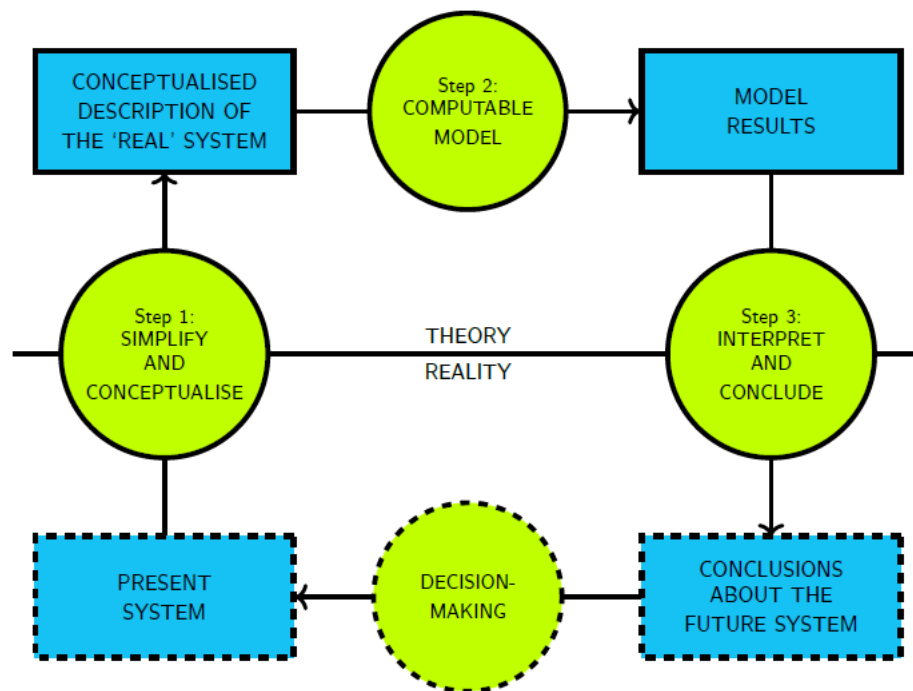 CONCEPTUALISED
DESCRIPTION OF
THE ‘REAL’ SYSTEM
Step 2:
COMPUTABLE
MODEL
MODEL
RESULTS
Step 1:
SIMPLIFY
AND
CONCEPTUALISE
THEORY
REALITY
Step 3:
INTERPRET
AND
CONCLUDE
PRESENT
SYSTEM
DECISION-
MAKING
CONCLUSIONS
ABOUT THE
FUTURE SYSTEM